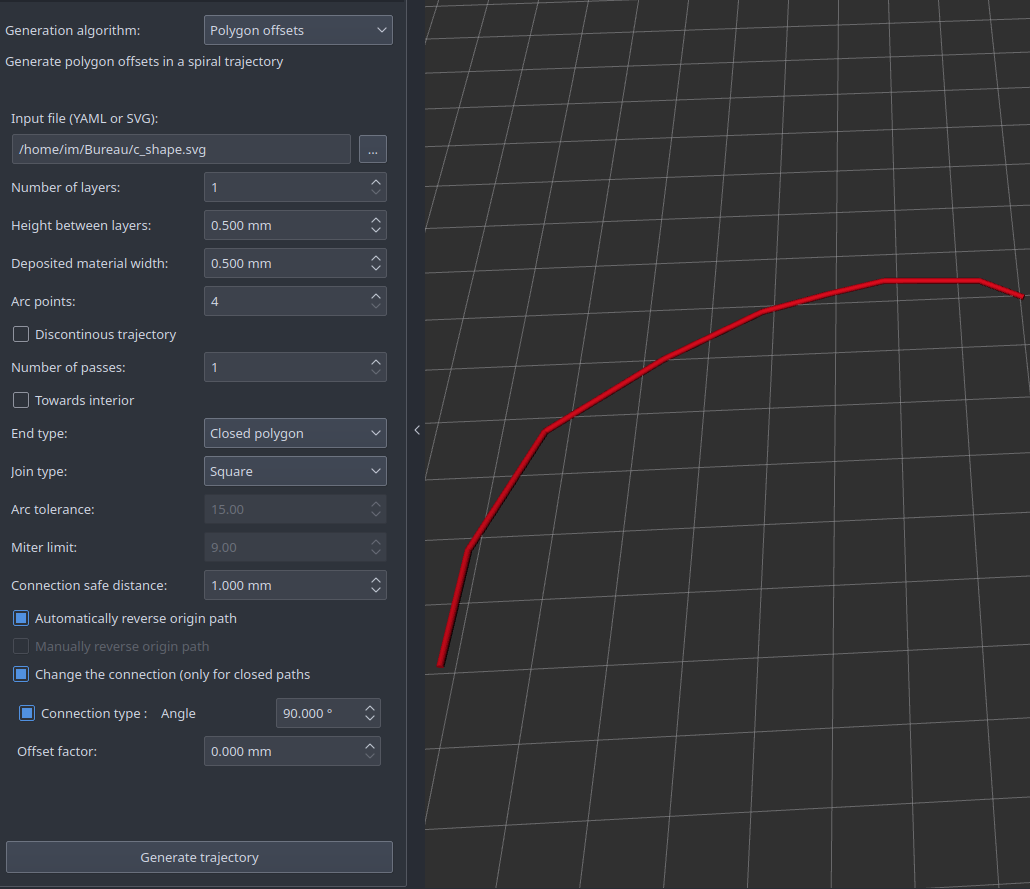 Generation algorithm: Polygon offsets
Generate polygon offsets in a spiral trajectory
Input file (YAML or SVG):
/home/im/Bureau/c_shape.svg ...
Number of layers: 1
Height between layers: 0.500 mm
Deposited material width: 0.500 mm
Arc points: 4
Discontinous trajectory
Number of passes: 1
Towards interior
End type: Closed polygon
Join type: Square
Arc tolerance: 15.00
Miter limit: 9.00
Connection safe distance: 1.000 mm
Automatically reverse origin path
Manually reverse origin path
Change the connection (only for closed paths
Connection type : Angle 90.000 °
Offset factor: 0.000 mm
Generate trajectory